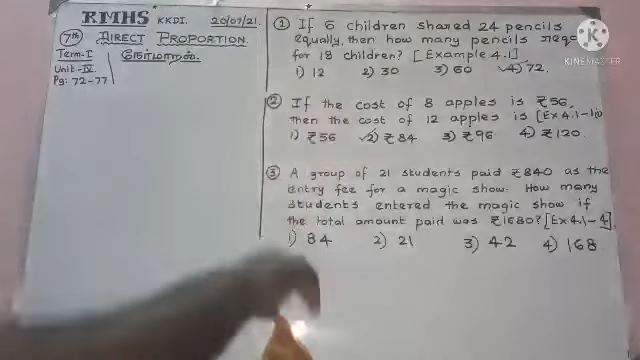 RMHS KKDI. 20/07/21.
7th DIRECT PROPORTION.
Term-I நேர்மாறல்.
Unit-IV
Pg: 72-77
① If 6 children shared 24 pencils
equally, then how many pencils
for 18 children? [Example 4.1]
1) 12 2) 30 3) 60 4) 72.
② If the cost of 8 apples is ₹56,
then the cost of 12 apples is [Ex 4.1-1(i)
1) ₹56 2) ₹84 3) ₹96 4) ₹120.
③ A group of 21 students paid ₹840 as the
entry fee for a magic show. How many
students entered the magic show if
the total amount paid was ₹1680? [Ex 4.1-4]
1) 84 2) 21 3) 42 4) 168
K
KINEMASTER